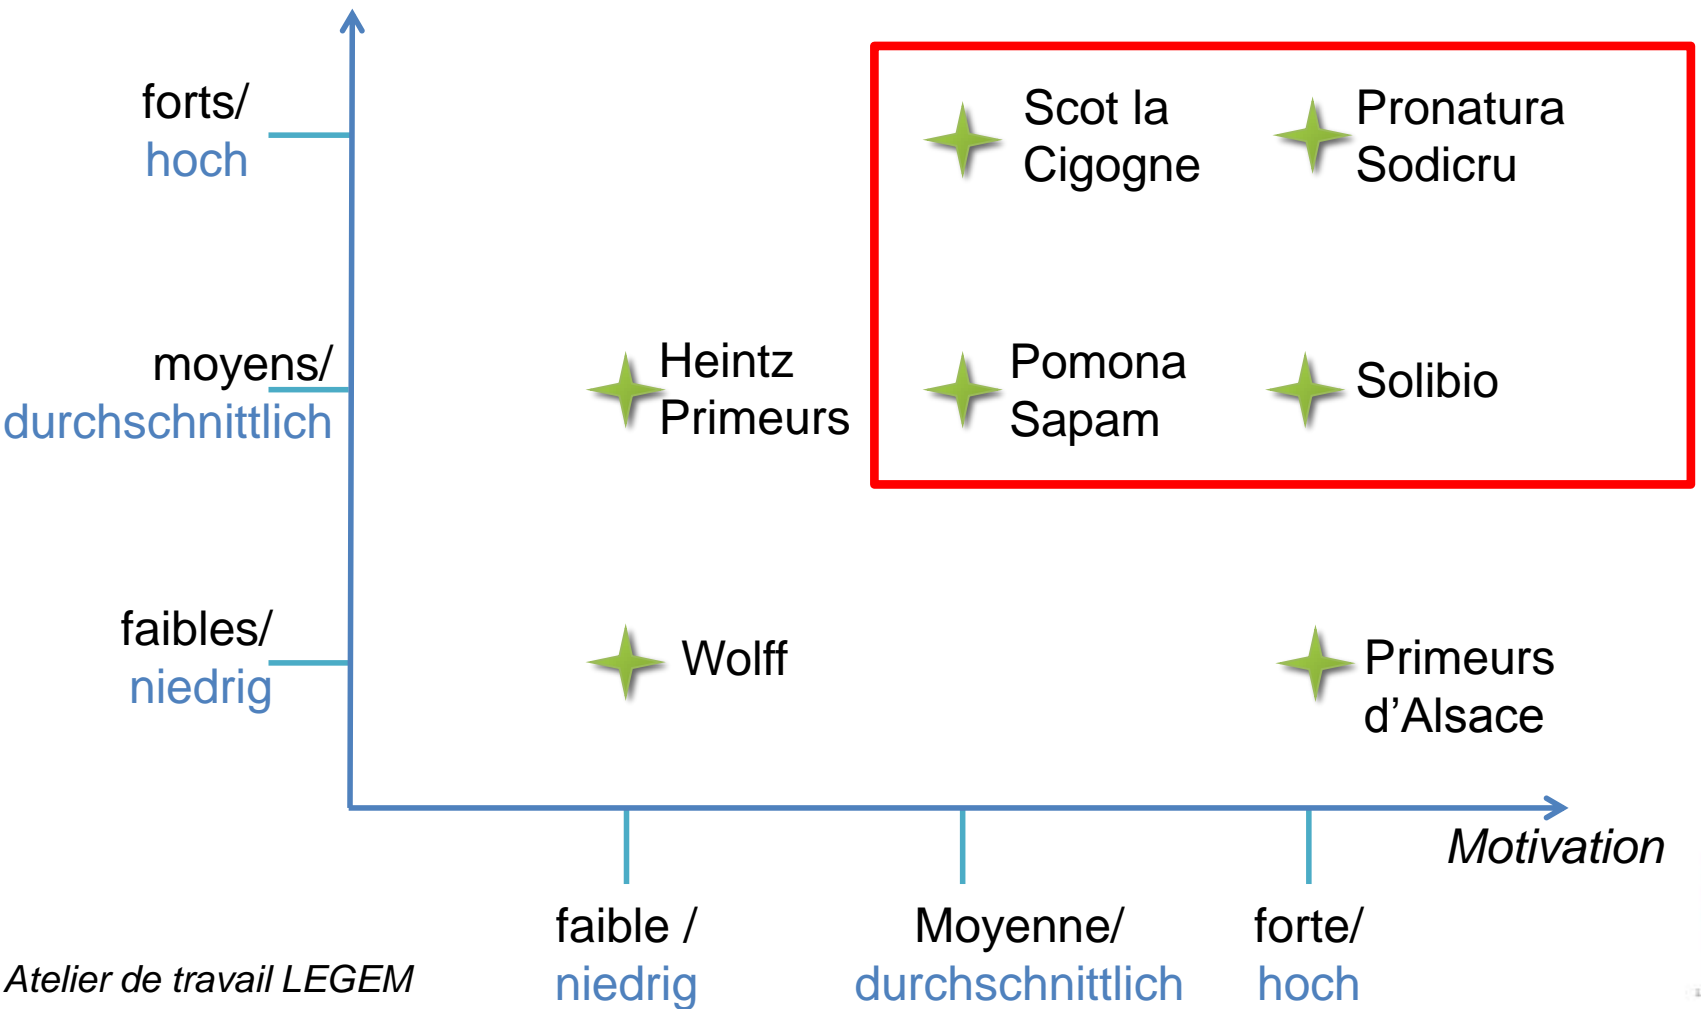 forts/
hoch
Scot la
Cigogne
Pronatura
Sodicru
moyens/
durchschnittlich
Heintz
Primeurs
Pomona
Sapam
Solibio
faibles/
niedrig
Wolff
Primeurs
d’Alsace
Motivation
faible /
niedrig
Moyenne/
durchschnittlich
forte/
hoch
Atelier de travail LEGEM